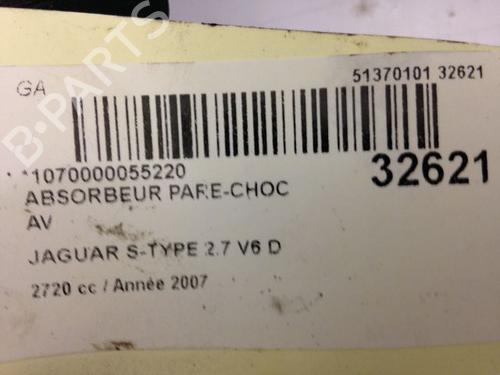 GA
51370101 32621
*1070000055220
32621
ABSORBEUR PARE-CHOC
AV
JAGUAR S-TYPE 2.7 V6 D
2720 cc / Année 2007
B-PARTS